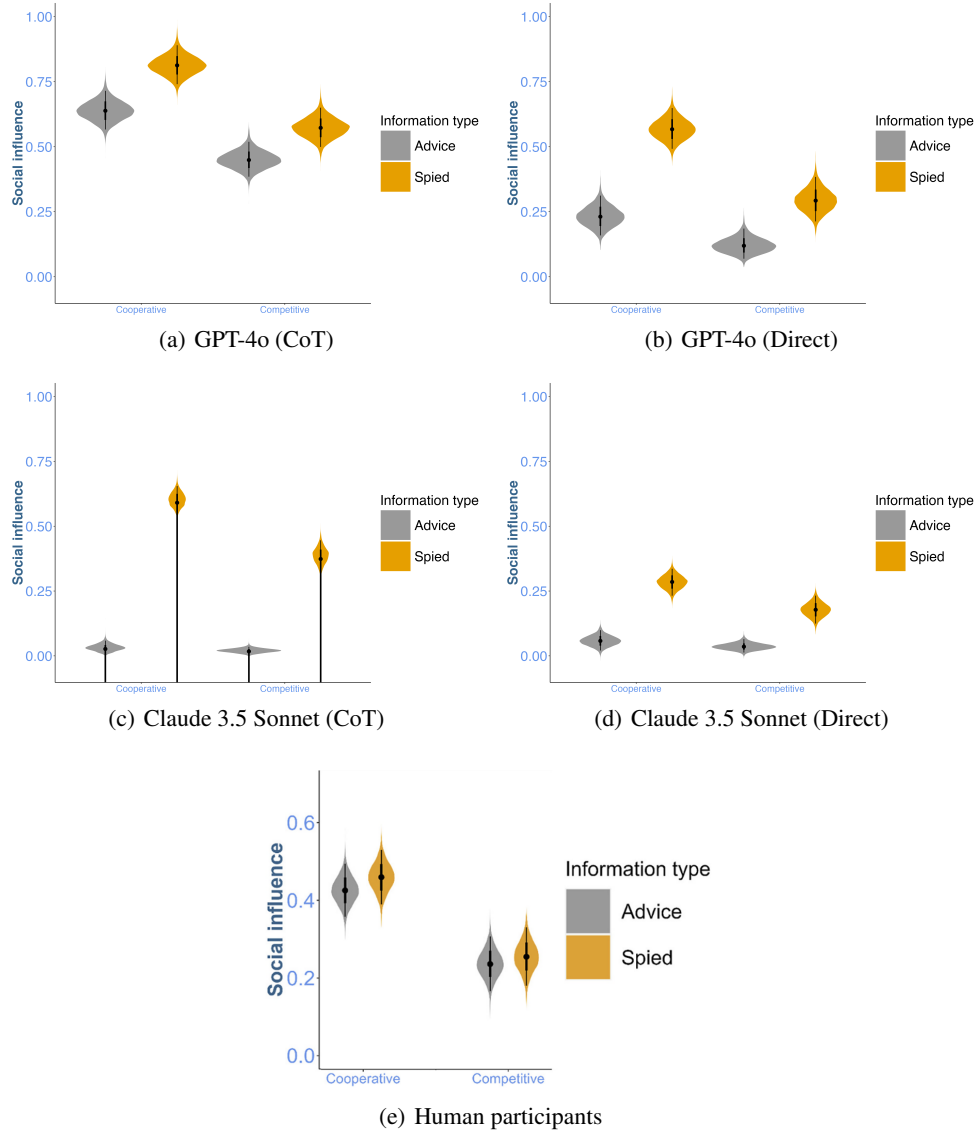 1.00
0.75
0.50
0.25
0.00
Social influence
Cooperative
Competitive
Information type
Advice
Spied
(a) GPT-4o (CoT)
1.00
0.75
0.50
0.25
0.00
Social influence
Cooperative
Competitive
Information type
Advice
Spied
(b) GPT-4o (Direct)
1.00
0.75
0.50
0.25
0.00
Social influence
Cooperative
Competitive
Information type
Advice
Spied
(c) Claude 3.5 Sonnet (CoT)
1.00
0.75
0.50
0.25
0.00
Social influence
Cooperative
Competitive
Information type
Advice
Spied
(d) Claude 3.5 Sonnet (Direct)
0.6
0.4
0.2
0.0
Social influence
Cooperative
Competitive
Information type
Advice
Spied
(e) Human participants